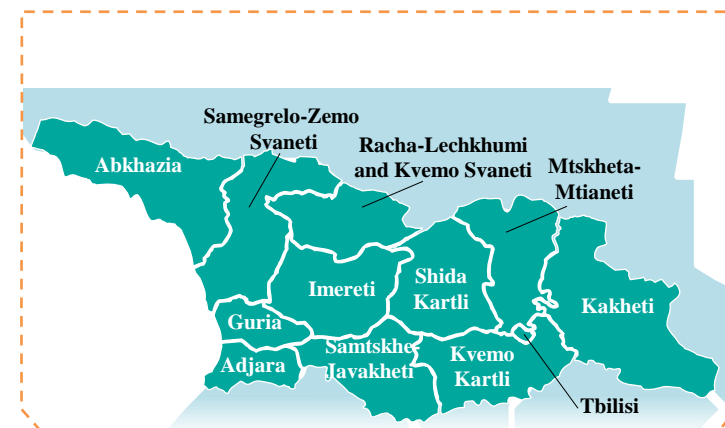 Samegrelo-Zemo
Svaneti
Abkhazia
Racha-Lechkhumi
and Kvemo Svaneti
Mtskheta-
Mtianeti
Imereti
Shida
Kartli
Kakheti
Guria
Adjara
Samtskhe-
Javakheti
Kvemo
Kartli
Tbilisi